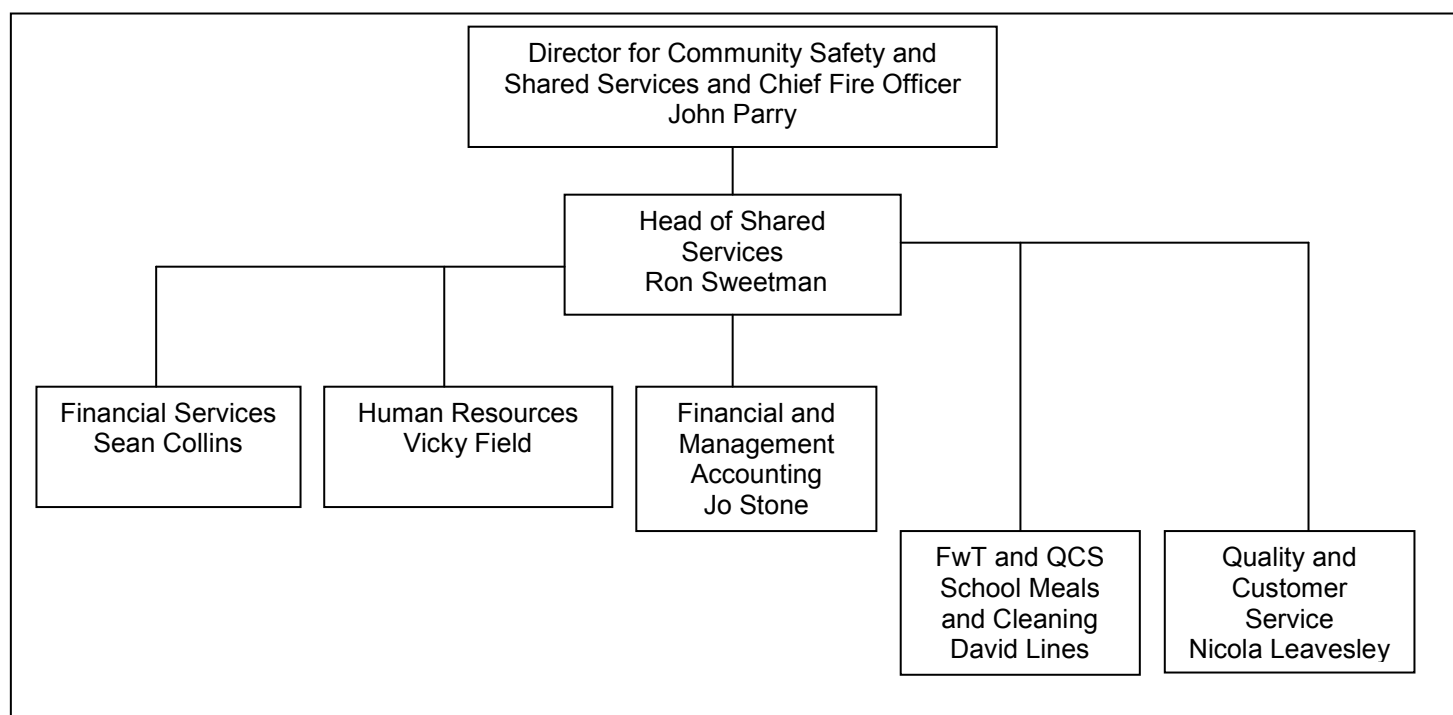 Director for Community Safety and
Shared Services and Chief Fire Officer
John Parry
Head of Shared
Services
Ron Sweetman
Financial Services
Sean Collins
Human Resources
Vicky Field
Financial and
Management
Accounting
Jo Stone
FwT and QCS
School Meals
and Cleaning
David Lines
Quality and
Customer
Service
Nicola Leavesley